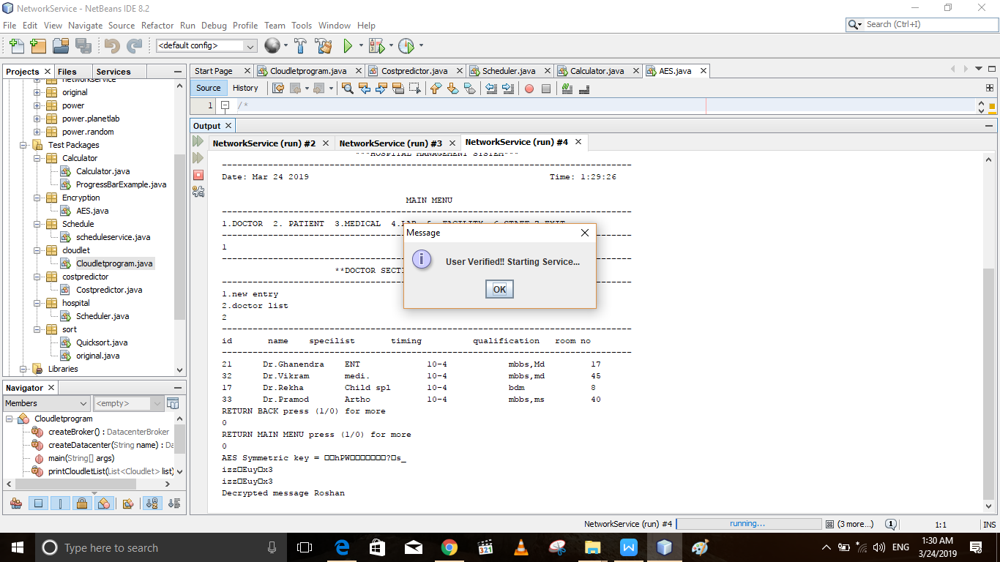 NetworkService - NetBeans IDE 8.2
File Edit View Navigate Source Refactor Run Debug Profile Team Tools Window Help
Search (Ctrl+I)
<default config>
Projects Files Services
networkservice
original
power
power.planetlab
power.random
Test Packages
Calculator
Calculator.java
ProgressBarExample.java
Encryption
AES.java
Schedule
scheduleservice.java
cloudlet
Cloudletprogram.java
costpredictor
Costpredictor.java
hospital
Scheduler.java
sort
Quicksort.java
original.java
Libraries
Navigator
Members <empty>
Cloudletprogram
createBroker() : DatacenterBroker
createDatacenter(String name) : Da
main(String[] args)
printCloudletList(List<Cloudlet> list)
Start Page Cloudletprogram.java Costpredictor.java Scheduler.java Calculator.java AES.java
Source History
1 /*
Output
NetworkService (run) #2 NetworkService (run) #3 NetworkService (run) #4
***HOSPITAL MANAGEMENT SYSTEM***
Date: Mar 24 2019 Time: 1:29:26
MAIN MENU
1.DOCTOR 2. PATIENT 3.MEDICAL 4.LAB 5. FACILITY 6.STAFF 7.EXIT
1
**DOCTOR SECTI
1.new entry
2.doctor list
2
id name specilist timing qualification room no
21 Dr.Ghanendra ENT 10-4 mbbs,Md 17
32 Dr.Vikram medi. 10-4 mbbs,md 45
17 Dr.Rekha Child spl 10-4 bdm 8
33 Dr.Pramod Artho 10-4 mbbs,ms 40
RETURN BACK press (1/0) for more
0
RETURN MAIN MENU press (1/0) for more
0
AES Symmetric key = □□hPW□□□□□□□?□s_
izz□Euy□x3
izz□Euy□x3
Decrypted message Roshan
Message
User Verified!! Starting Service...
OK
NetworkService (run) #4 running... (3 more...) 1 1:1 INS
Type here to search
321
ENG
1:30 AM
3/24/2019